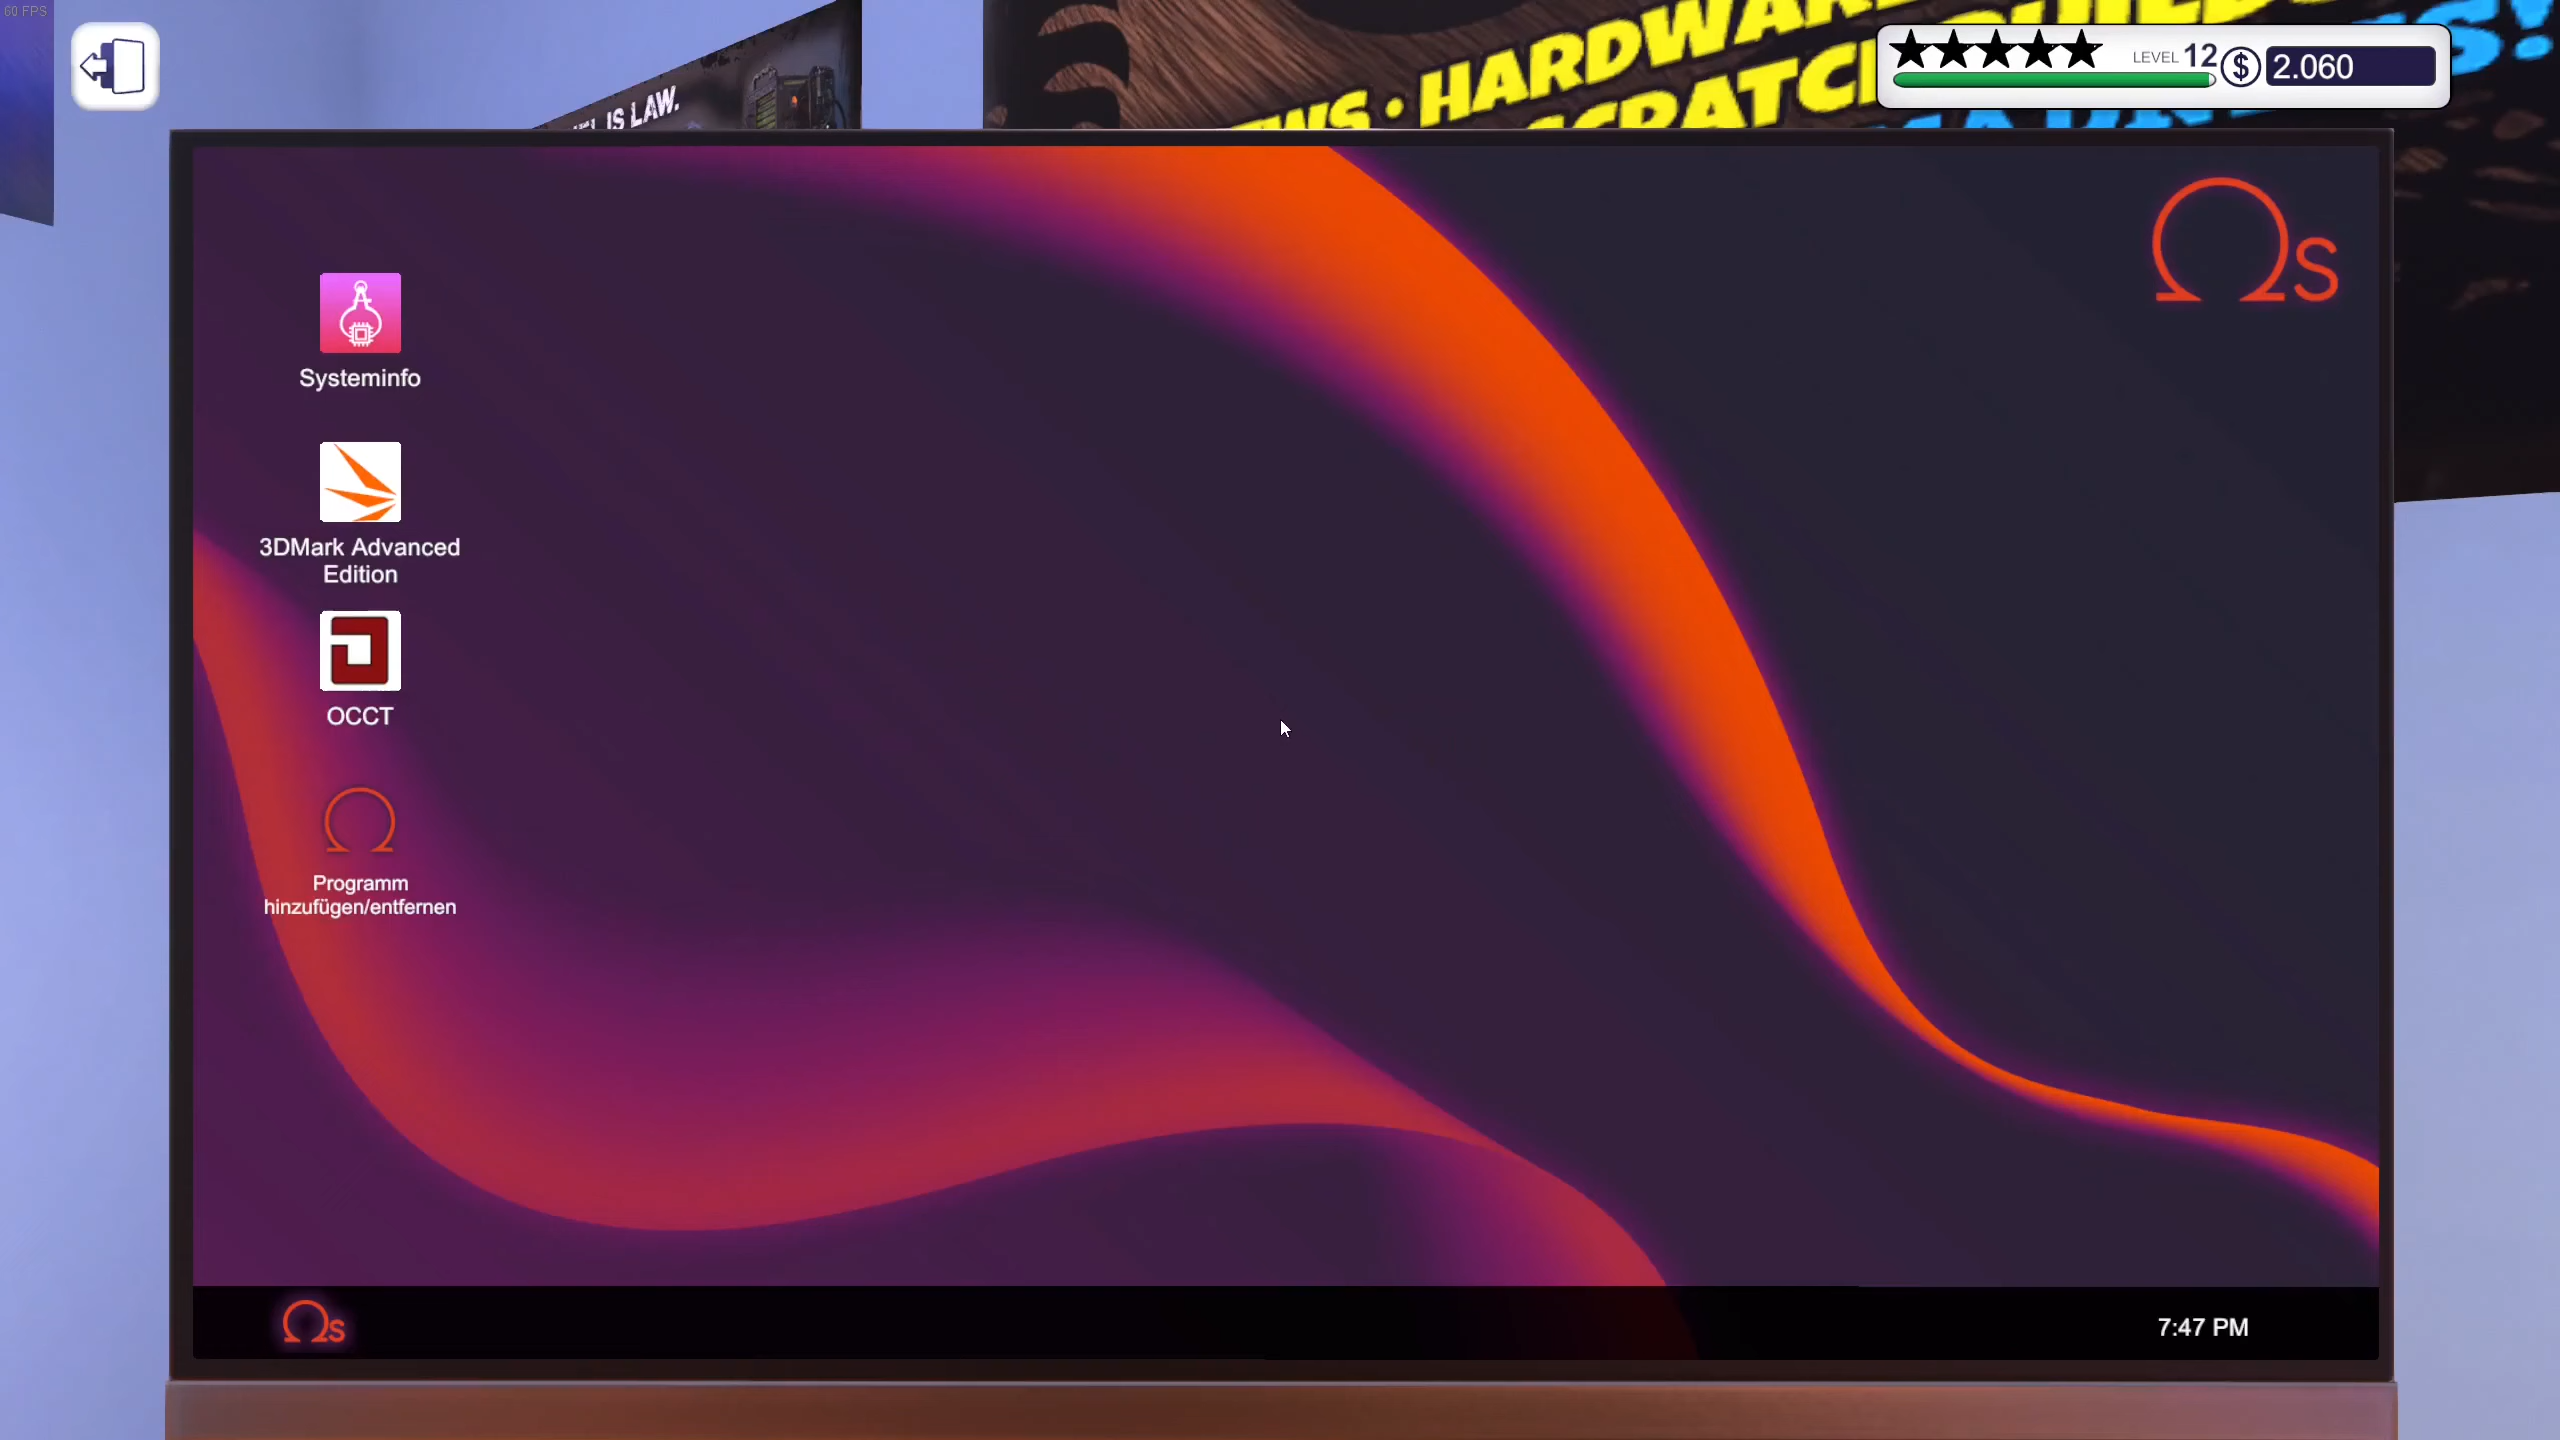 60 FPS
IS LAW.
HARDWARE
LEVEL 12
2.060
Ωs
Systeminfo
3DMark Advanced
Edition
OCCT
Programm
hinzufügen/entfernen
Ωs
7:47 PM